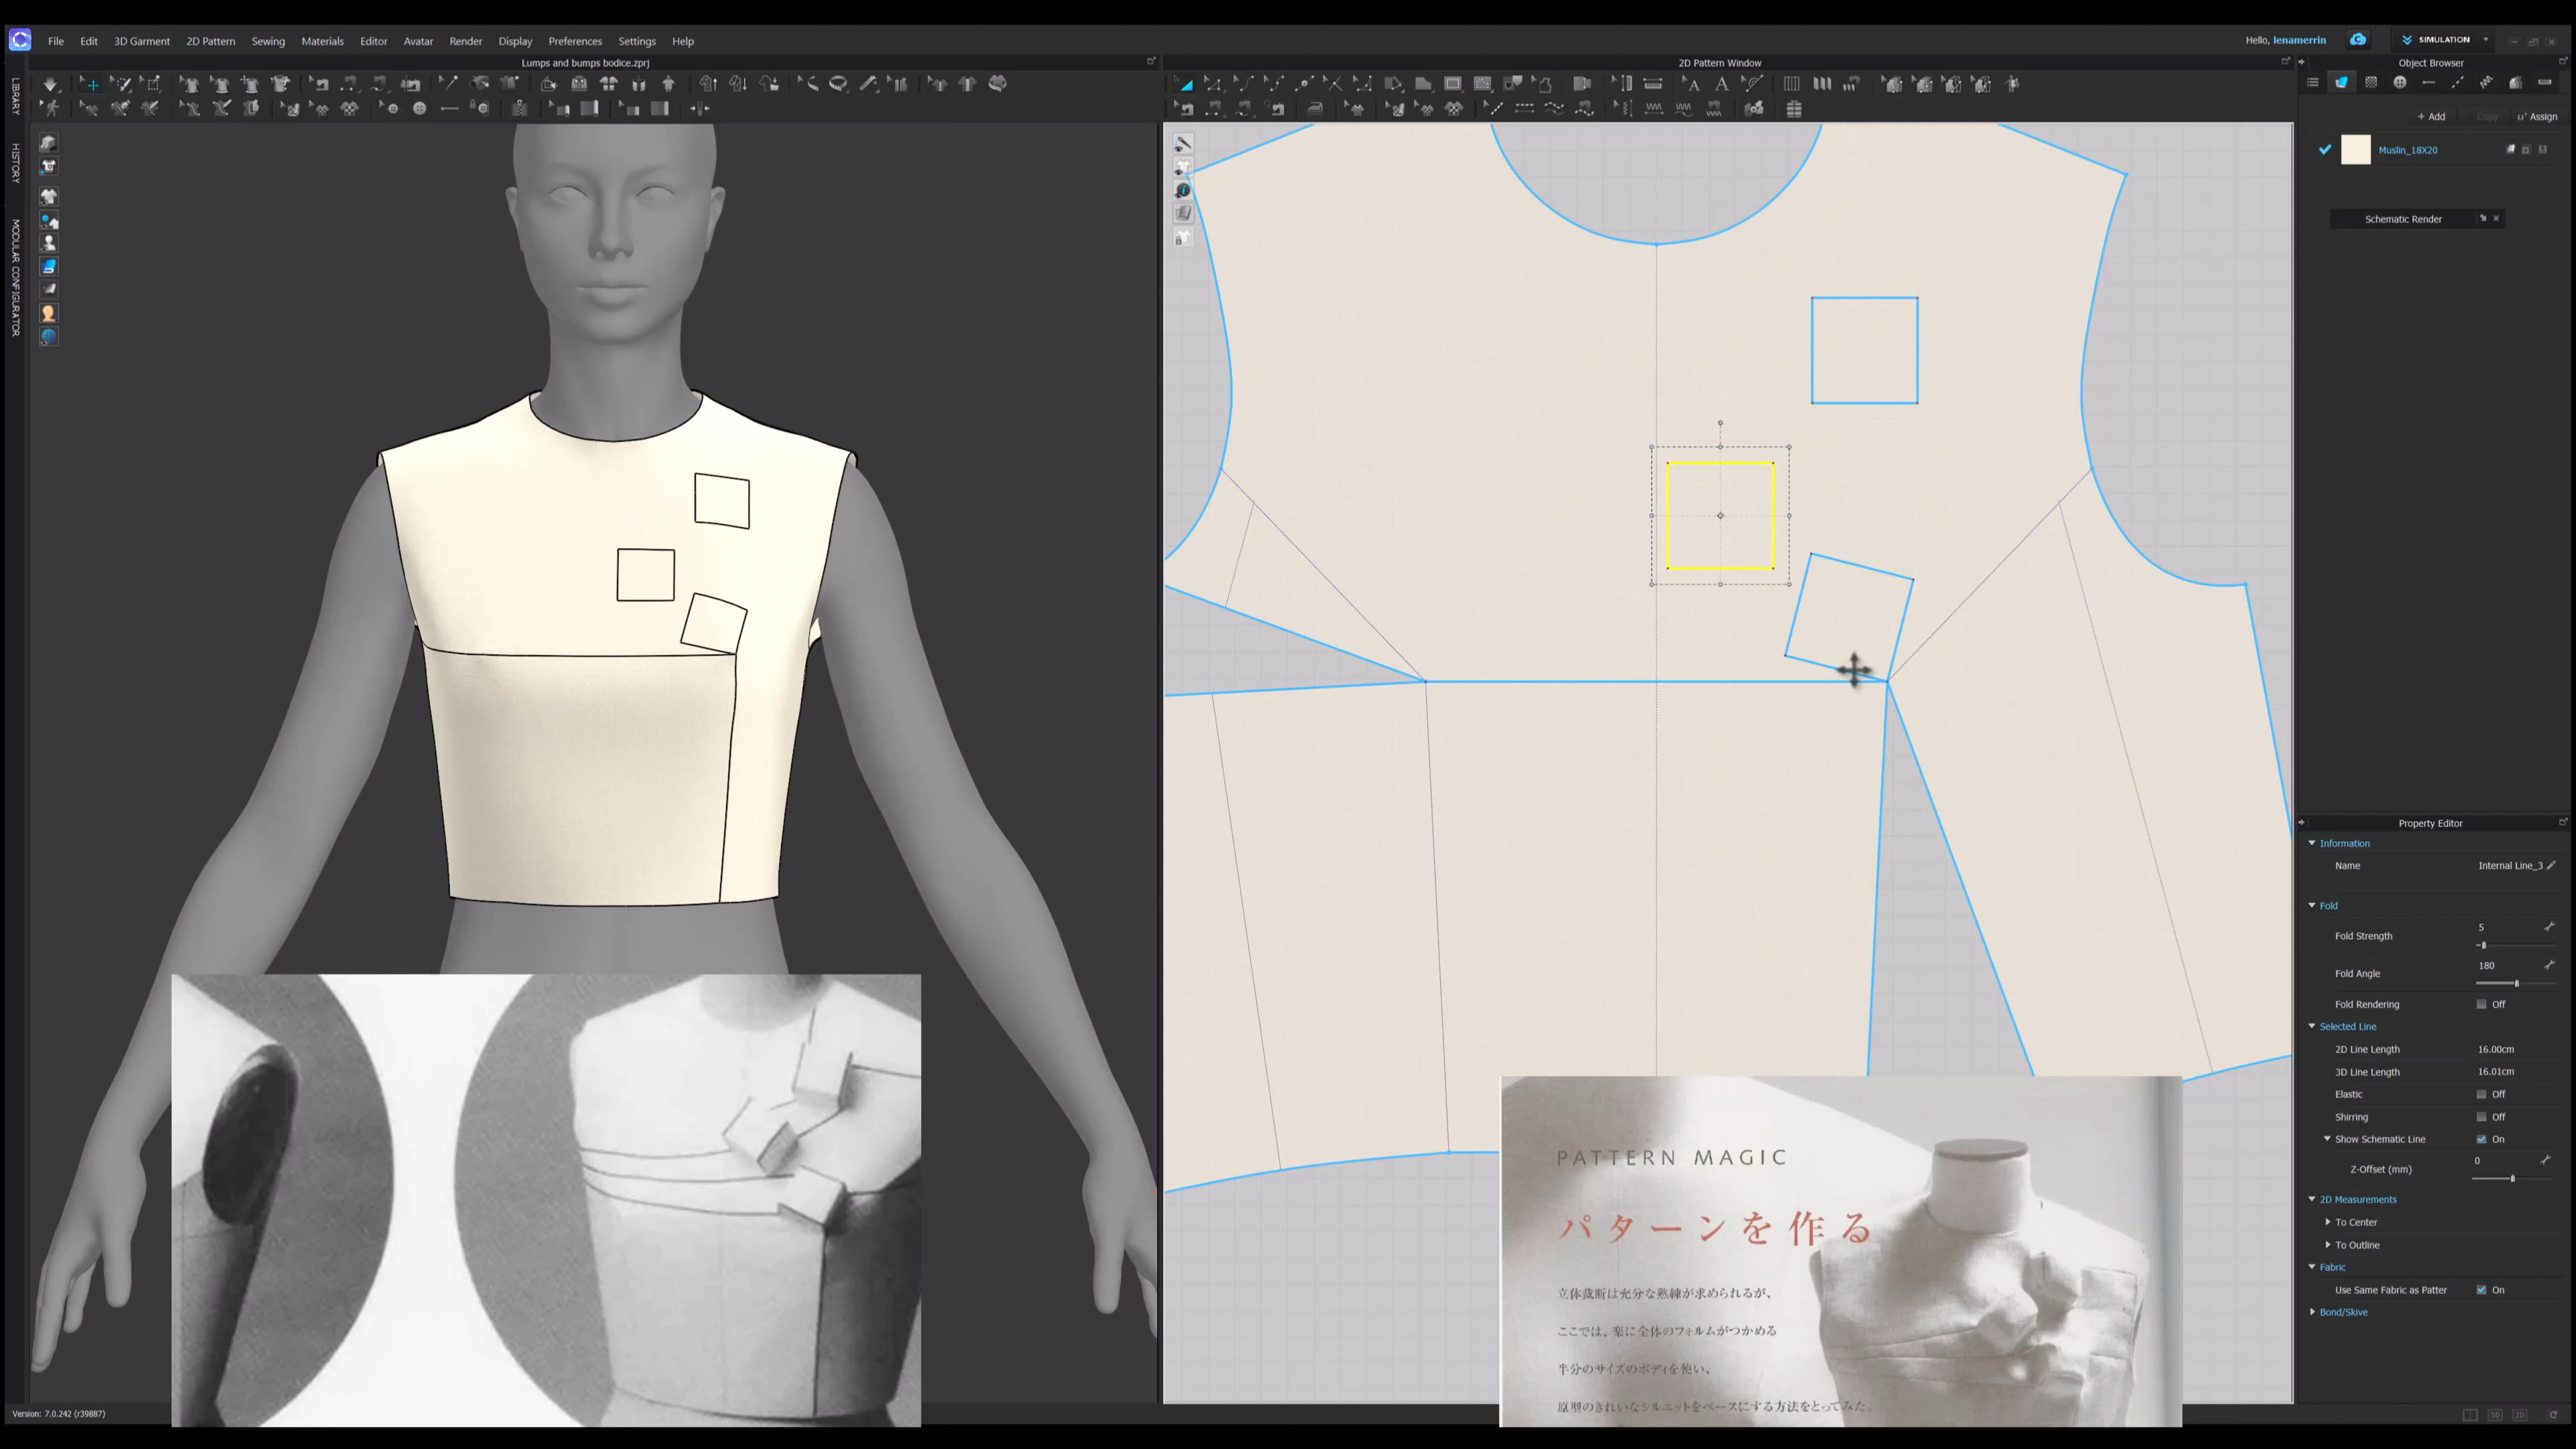 File Edit 3D Garment 2D Pattern Sewing Materials Editor Avatar Render Display Preferences Settings Help
Hello, lenamerrin
SIMULATION
Lumps and bumps bodice.zprj
2D Pattern Window
Object Browser
LIBRARY
HISTORY
MODULAR CONFIGURATOR
+ Add Copy Assign
Muslin_18X20
Schematic Render
Property Editor
Information
Name Internal Line_3
Fold
Fold Strength 5
Fold Angle 180
Fold Rendering Off
Selected Line
2D Line Length 16.00cm
3D Line Length 16.01cm
Elastic Off
Shirring Off
Show Schematic Line On
Z-Offset (mm) 0
2D Measurements
To Center
To Outline
Fabric
Use Same Fabric as Patter On
Bond/Skive
PATTERN MAGIC
パターンを作る
立体裁断は充分な熟練が求められるが、
ここでは、楽に全体のフォルムがつかめる
半分のサイズのボディを使い、
原型のきれいなシルエットをベースにする方法をとってみた。
Version: 7.0.242 (r39887)
3D
2D